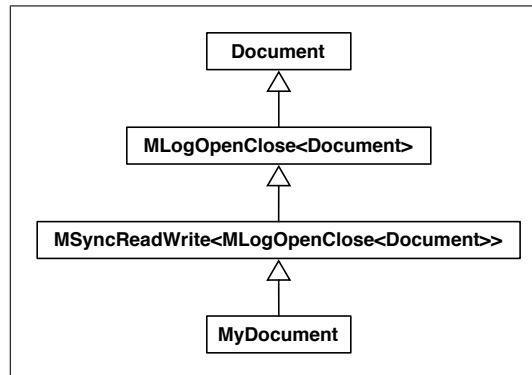 Document
MLogOpenClose<Document>
MSyncReadWrite<MLogOpenClose<Document>>
MyDocument